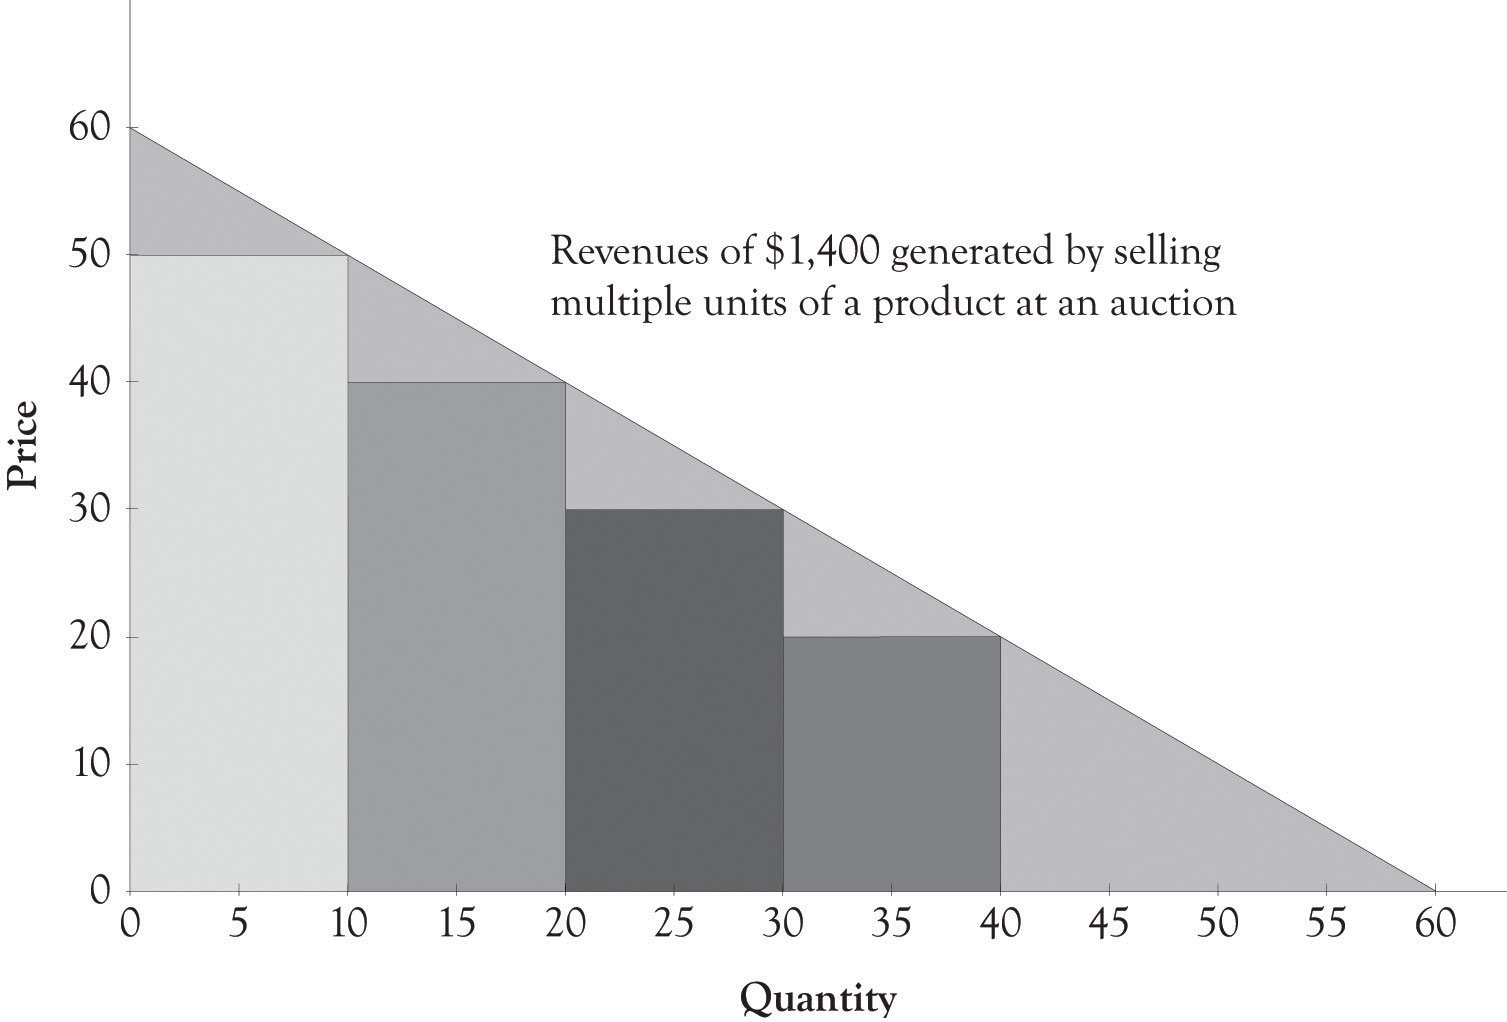 60
50
Revenues of $1,400 generated by selling
multiple units of a product at an auction
40
Price
30
20
10
0
0 5 10 15 20 25 30 35 40 45 50 55 60
Quantity